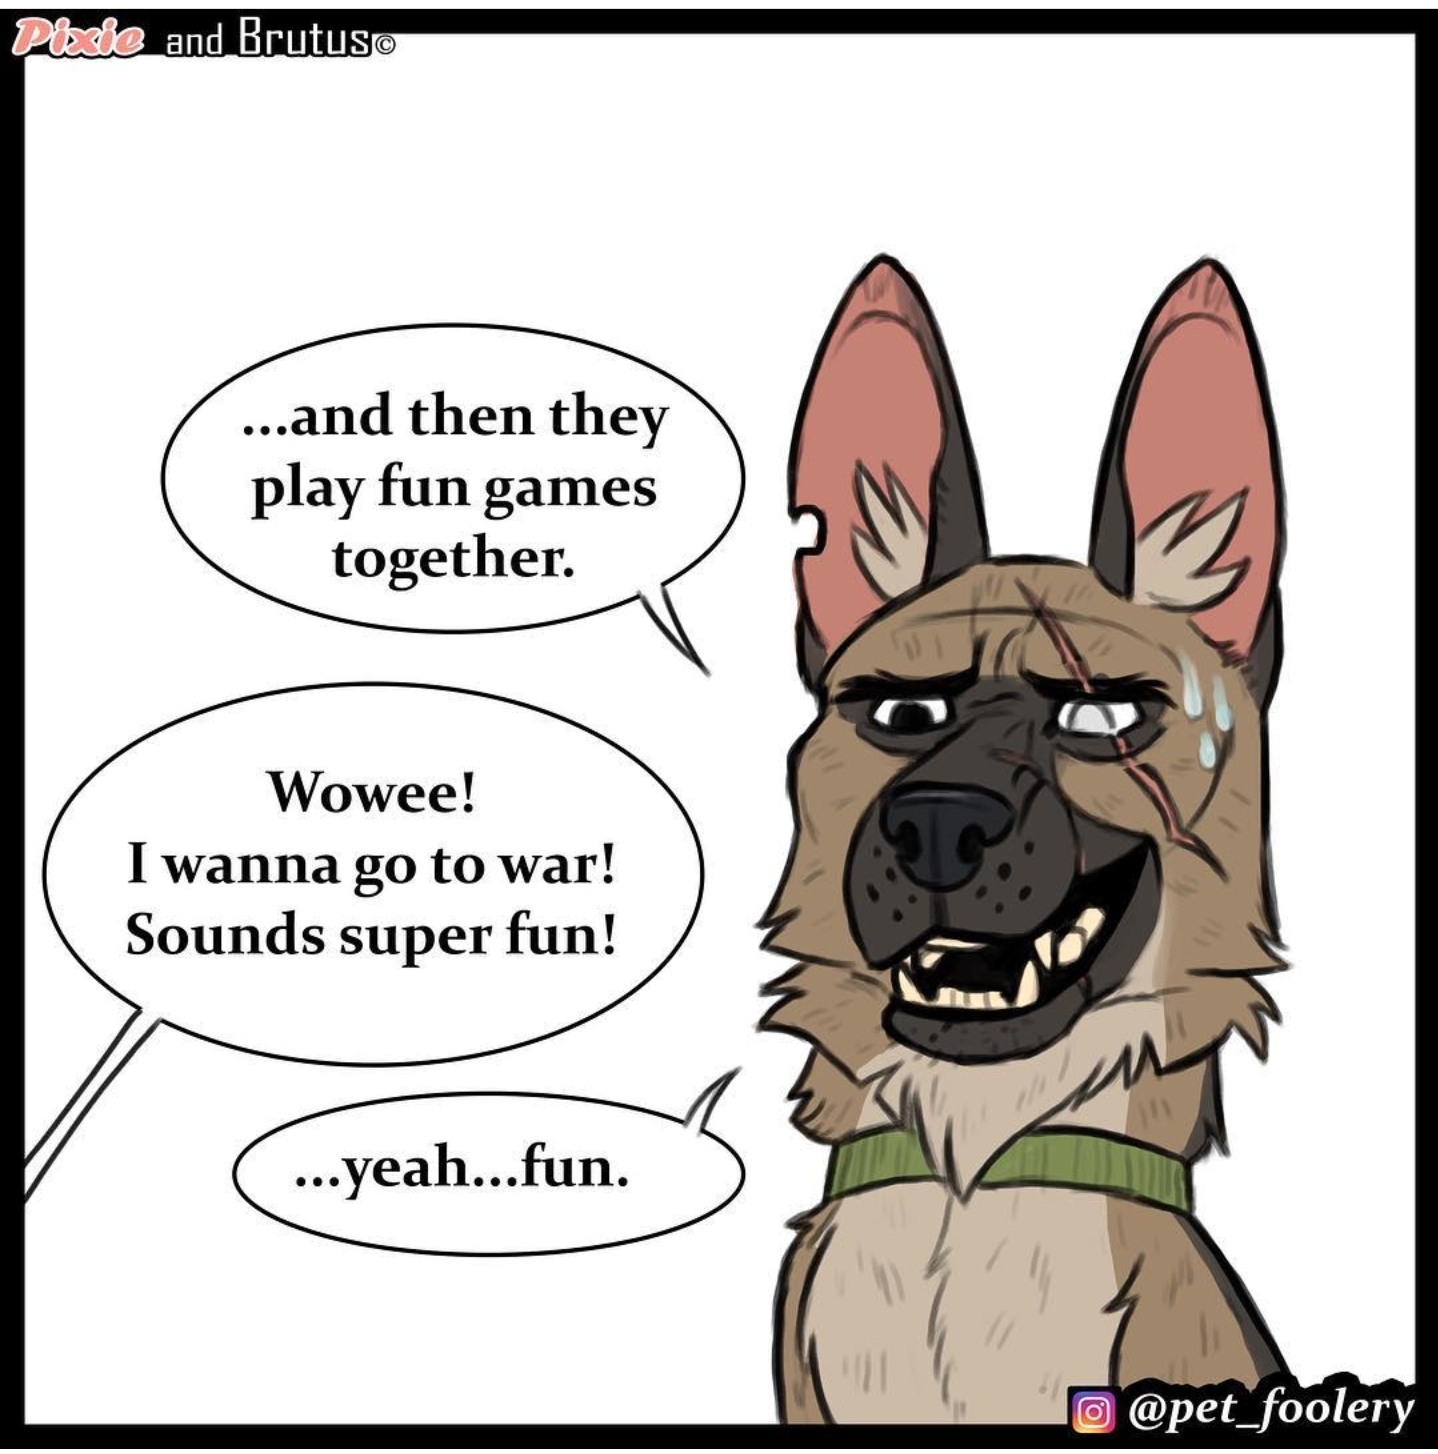 Pixie and Brutus©
...and then they
play fun games
together.
Wowee!
I wanna go to war!
Sounds super fun!
...yeah...fun.
@pet_foolery